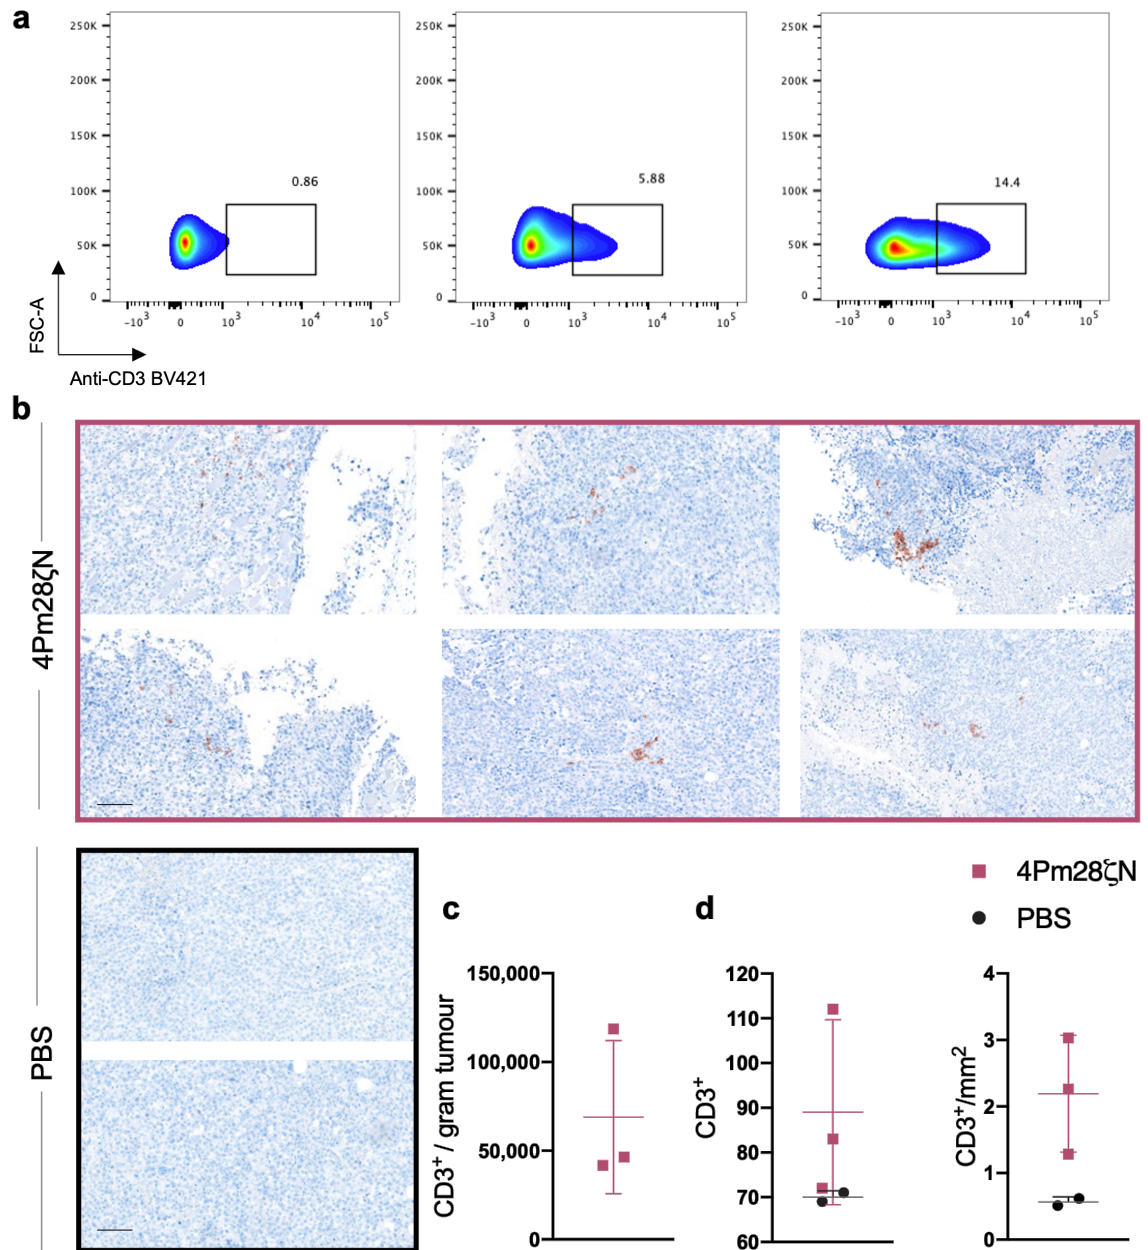 a
250K
200K
150K
100K
50K
0
0.86
-10³ 0 10³ 10⁴ 10⁵
250K
200K
150K
100K
50K
0
5.88
-10³ 0 10³ 10⁴ 10⁵
250K
200K
150K
100K
50K
0
14.4
-10³ 0 10³ 10⁴ 10⁵
FSC-A
Anti-CD3 BV421
b
4Pm28ζN
PBS
4Pm28ζN
PBS
c
150,000
100,000
50,000
0
CD3⁺ / gram tumour
d
120
110
100
90
80
70
60
CD3⁺
4
3
2
1
0
CD3⁺/mm²